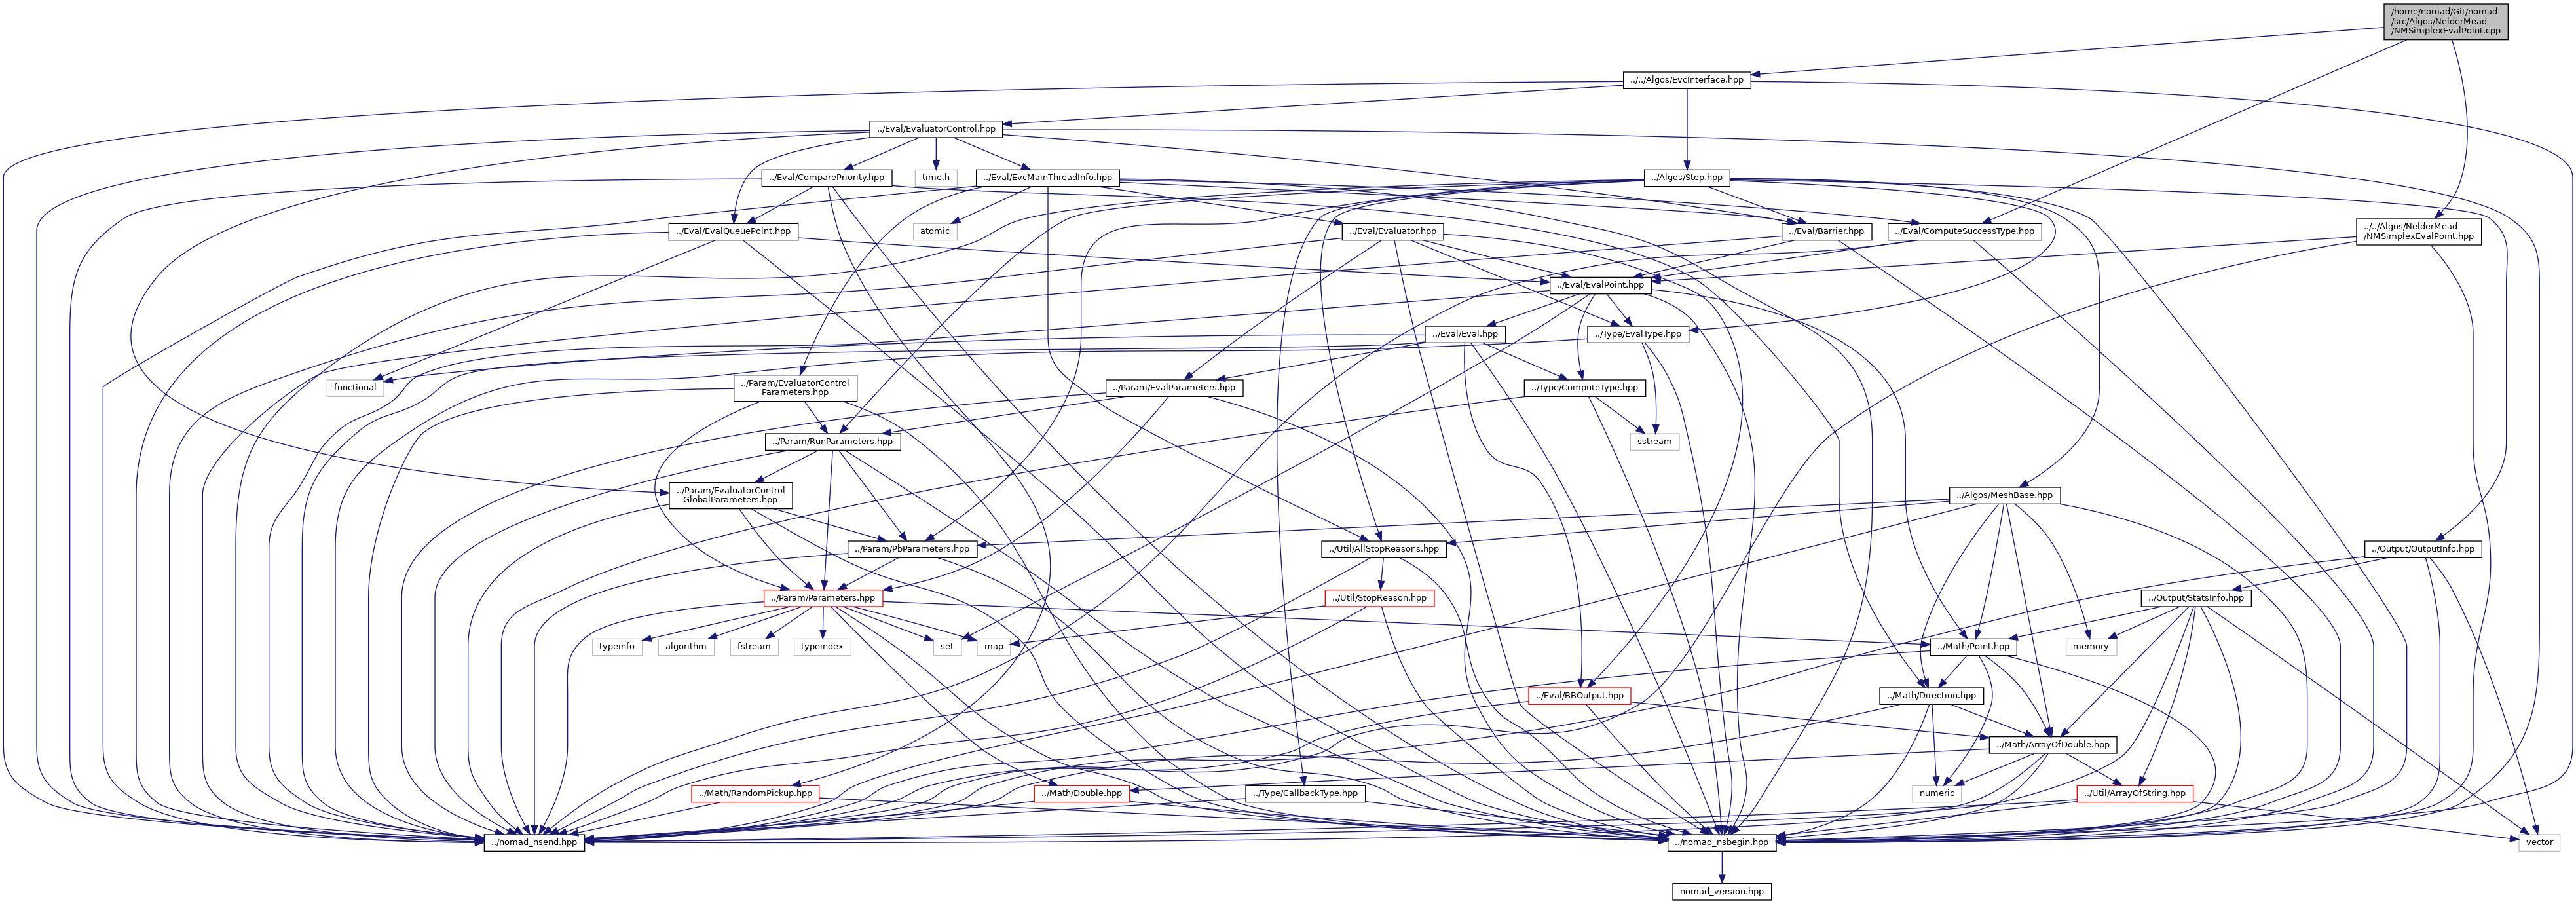 /home/nomad/Git/nomad
/src/Algos/NelderMead
/NMSimplexEvalPoint.cpp
../../Algos/EvcInterface.hpp
../Eval/EvaluatorControl.hpp
../Eval/ComparePriority.hpp
time.h
../Eval/EvcMainThreadInfo.hpp
../Algos/Step.hpp
../Eval/EvalQueuePoint.hpp
atomic
../Eval/Evaluator.hpp
../Eval/Barrier.hpp
../Eval/ComputeSuccessType.hpp
../../Algos/NelderMead
/NMSimplexEvalPoint.hpp
../Eval/EvalPoint.hpp
../Eval/Eval.hpp
../Type/EvalType.hpp
functional
../Param/EvaluatorControl
Parameters.hpp
../Param/EvalParameters.hpp
../Type/ComputeType.hpp
../Param/RunParameters.hpp
sstream
../Param/EvaluatorControl
GlobalParameters.hpp
../Algos/MeshBase.hpp
../Param/PbParameters.hpp
../Util/AllStopReasons.hpp
../Output/OutputInfo.hpp
../Param/Parameters.hpp
../Util/StopReason.hpp
../Output/StatsInfo.hpp
typeinfo
algorithm
fstream
typeindex
set
map
../Math/Point.hpp
memory
../Eval/BBOutput.hpp
../Math/Direction.hpp
../Math/ArrayOfDouble.hpp
../Math/RandomPickup.hpp
../Math/Double.hpp
../Type/CallbackType.hpp
numeric
../Util/ArrayOfString.hpp
../nomad_nsend.hpp
../nomad_nsbegin.hpp
vector
nomad_version.hpp